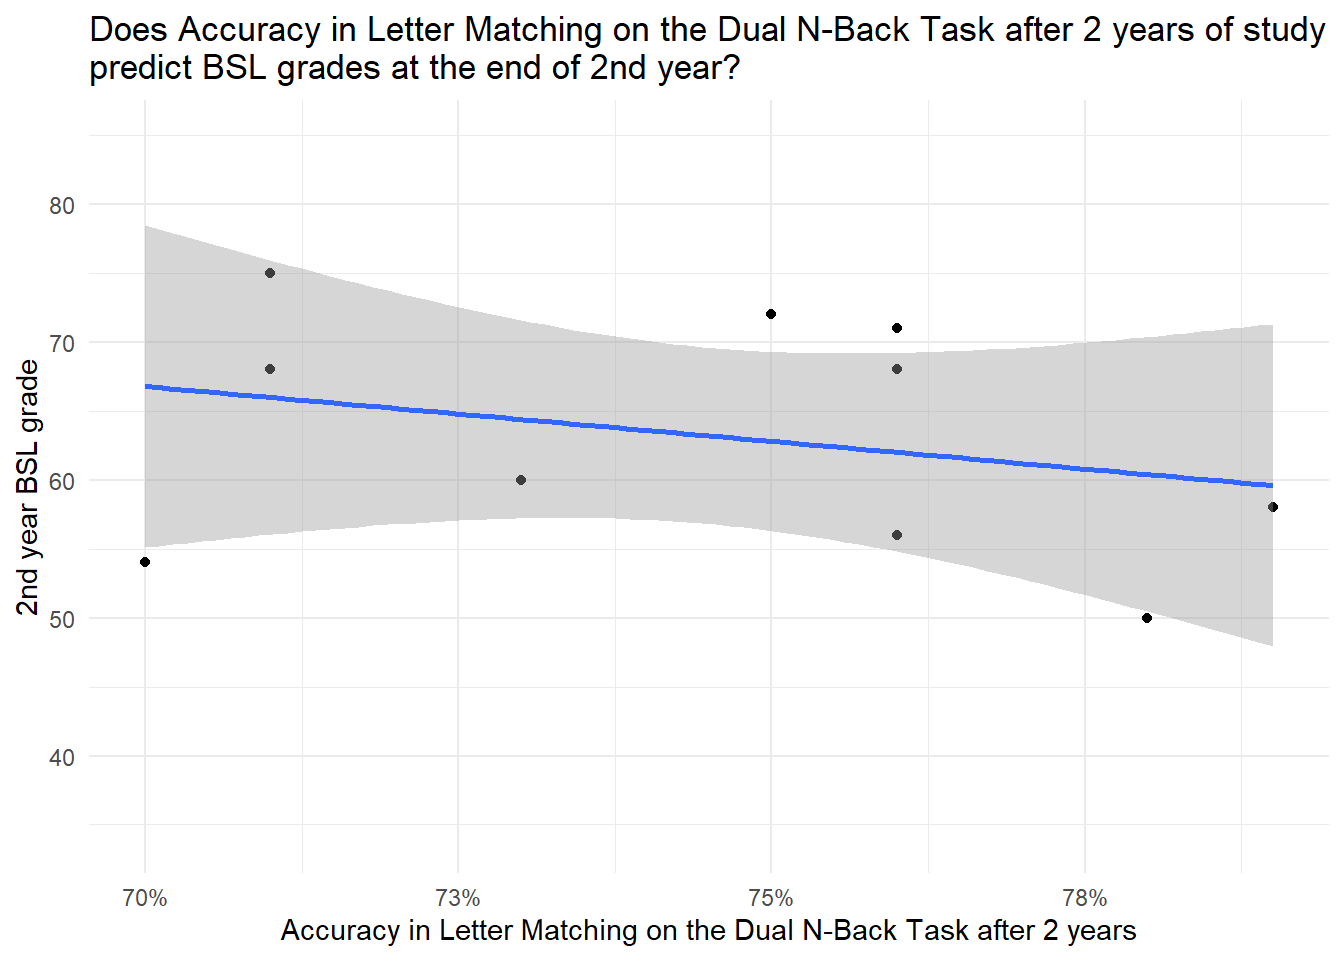 Does Accuracy in Letter Matching on the Dual N-Back Task after 2 years of study
predict BSL grades at the end of 2nd year?
2nd year BSL grade
80
70
60
50
40
70%
73%
75%
78%
Accuracy in Letter Matching on the Dual N-Back Task after 2 years